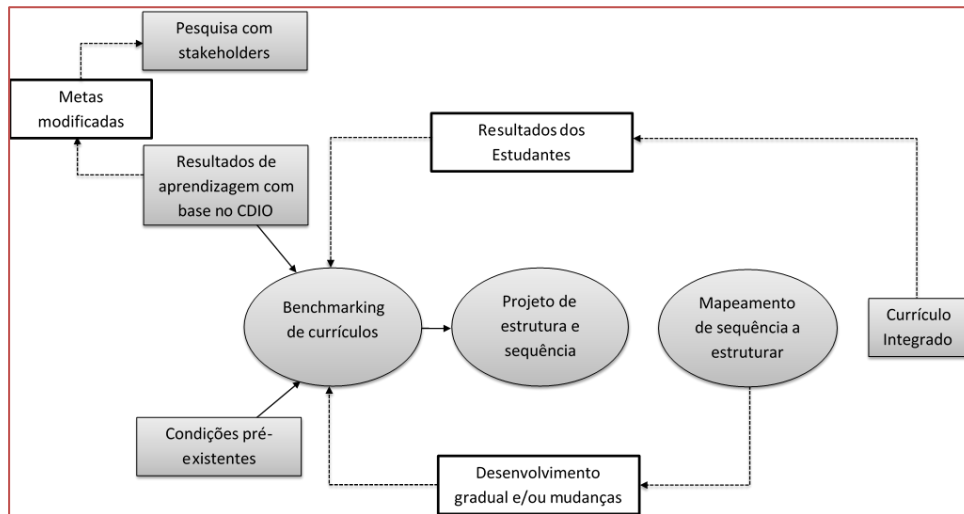 Pesquisa com
stakeholders
Metas
modificadas
Resultados de
aprendizagem com
base no CDIO
Resultados dos
Estudantes
Benchmarking
de currículos
Projeto de
estrutura e
sequência
Mapeamento
de sequência a
estruturar
Currículo
Integrado
Condições pré-
existentes
Desenvolvimento
gradual e/ou mudanças